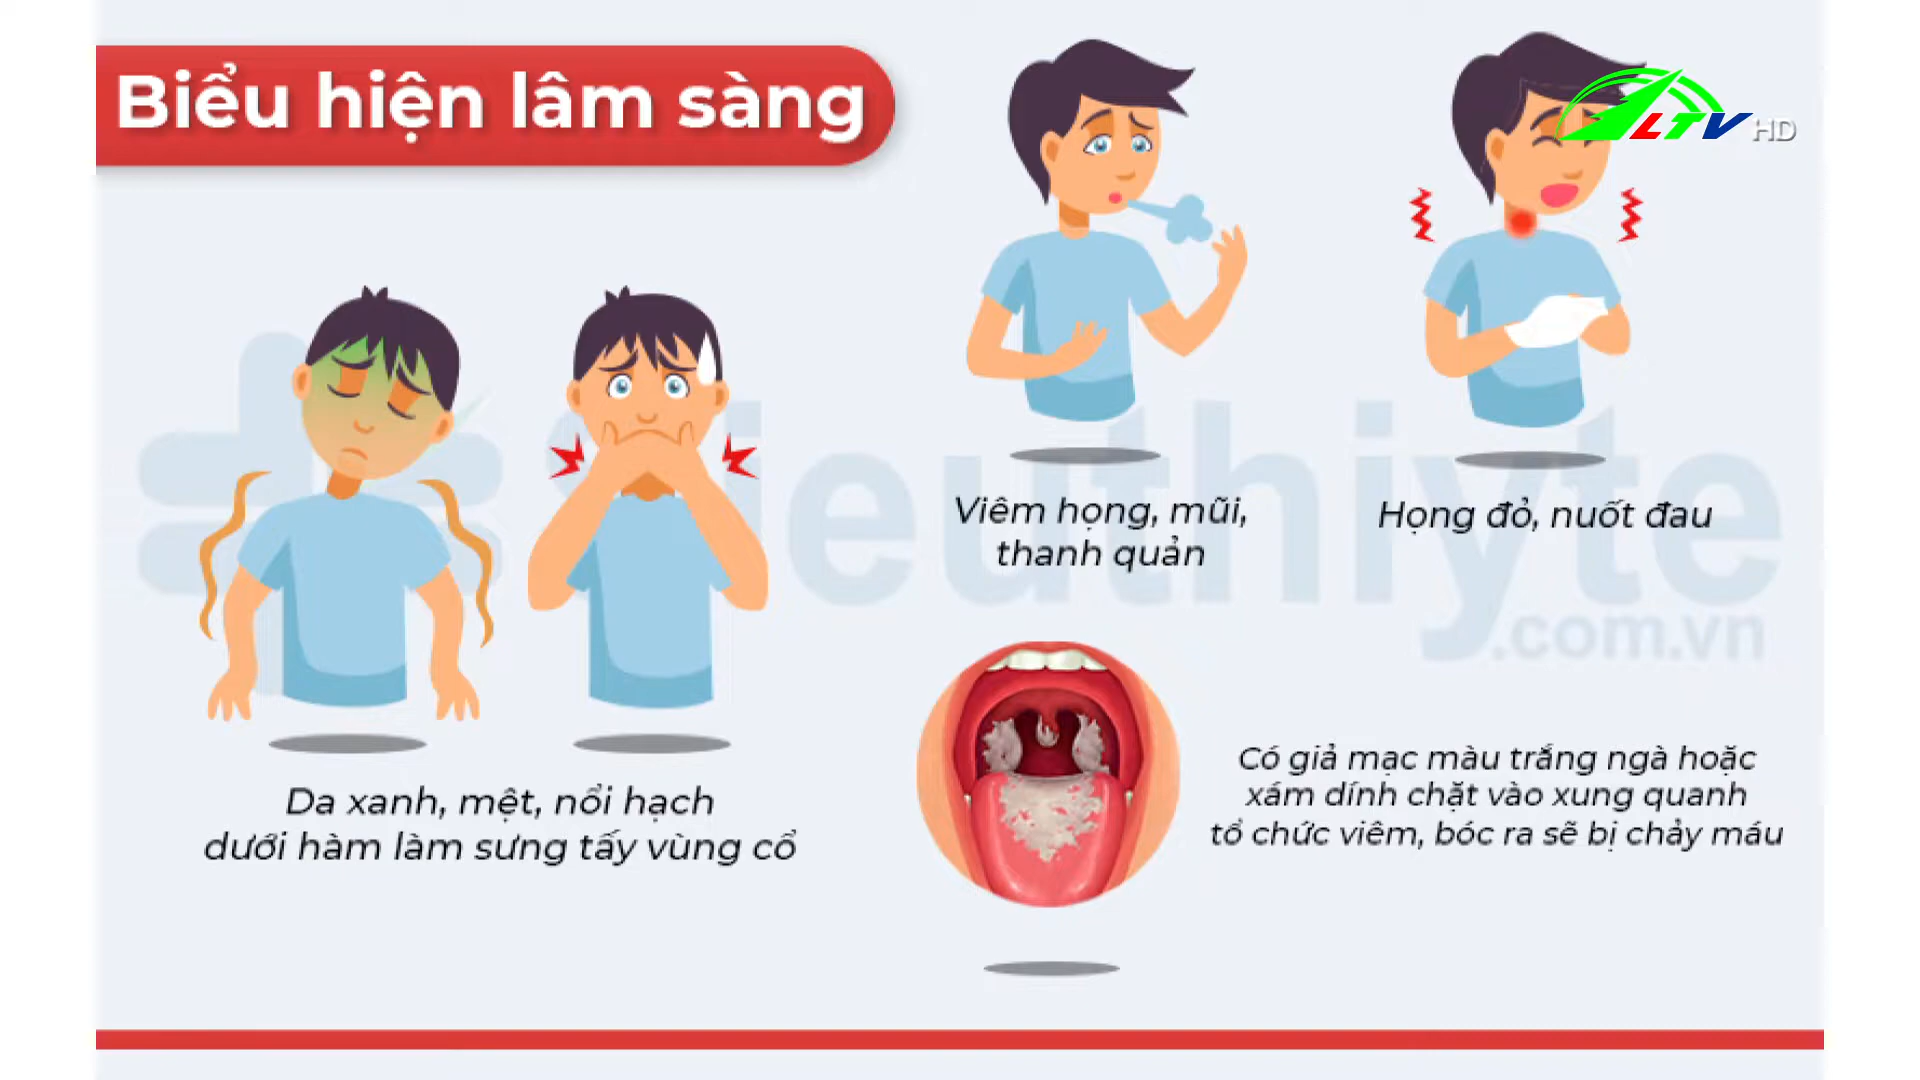 Biểu hiện lâm sàng
LTV HD
Viêm họng, mũi,
thanh quản
Họng đỏ, nuốt đau
Da xanh, mệt, nổi hạch
dưới hàm làm sưng tấy vùng cổ
Có giả mạc màu trắng ngà hoặc
xám dính chặt vào xung quanh
tổ chức viêm, bóc ra sẽ bị chảy máu
sieuthiyte
.com.vn